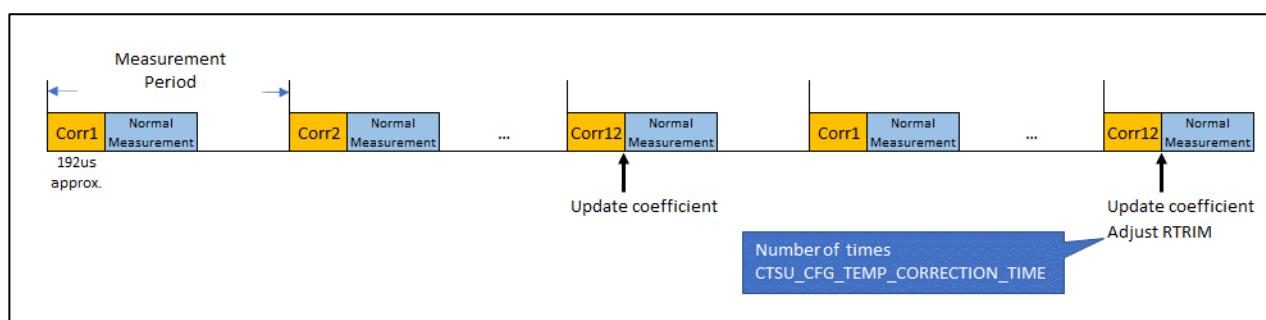 Measurement
Period
Corr1
Normal
Measurement
Corr2
Normal
Measurement
...
Corr12
Normal
Measurement
Corr1
Normal
Measurement
...
Corr12
Normal
Measurement
192us
approx.
Update coefficient
Update coefficient
Adjust RTRIM
Number of times
CTSU_CFG_TEMP_CORRECTION_TIME